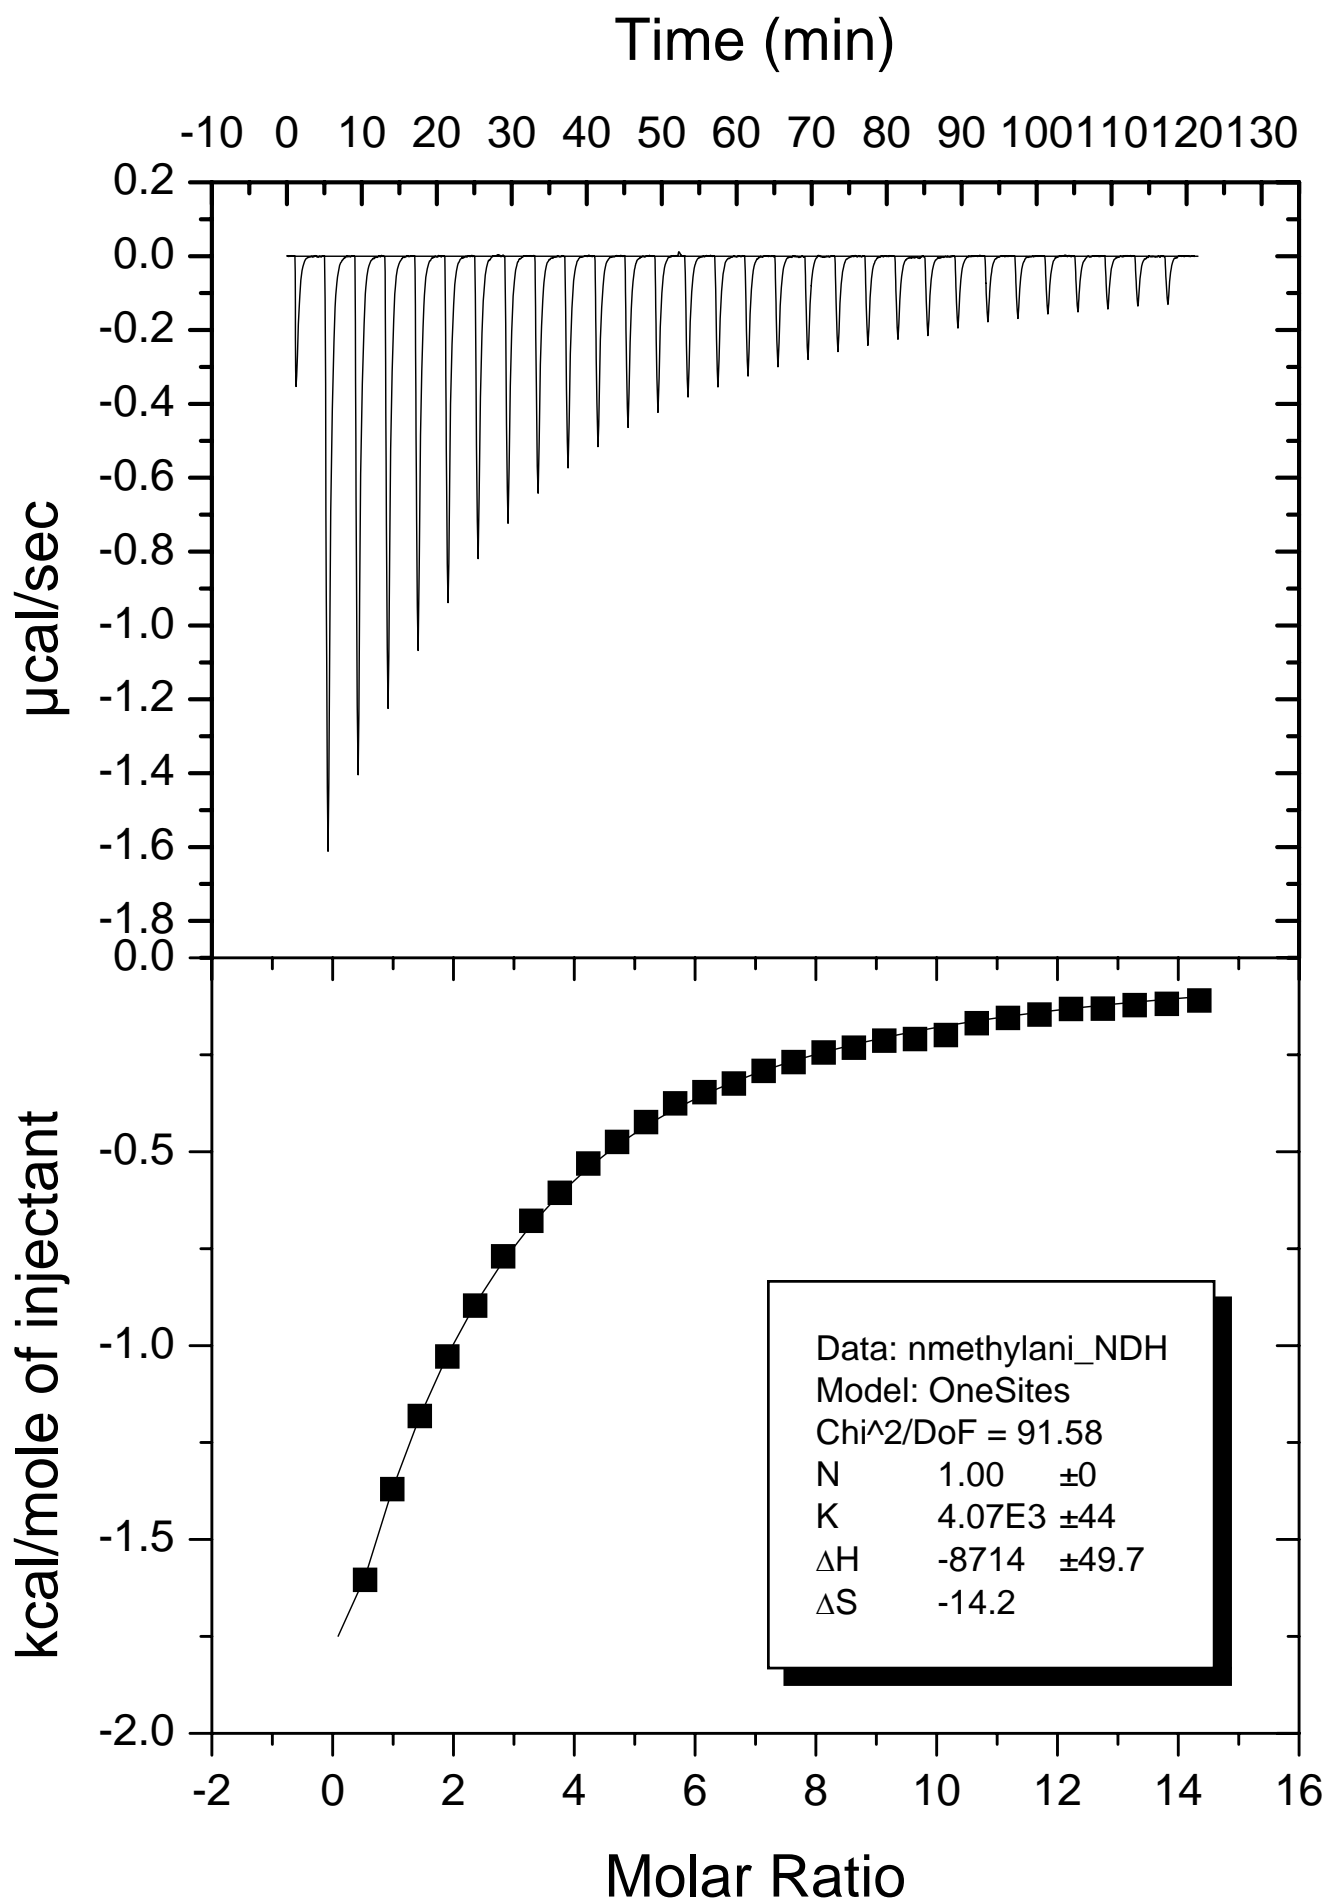 Time (min)
-10 0 10 20 30 40 50 60 70 80 90 100 110 120 130
0.2
0.0
-0.2
-0.4
-0.6
-0.8
-1.0
-1.2
-1.4
-1.6
-1.8
µcal/sec
0.0
-0.5
-1.0
-1.5
-2.0
kcal/mole of injectant
Data: nmethylani_NDH
Model: OneSites
Chi^2/DoF = 91.58
N 1.00 ±0
K 4.07E3 ±44
ΔH -8714 ±49.7
ΔS -14.2
-2 0 2 4 6 8 10 12 14 16
Molar Ratio